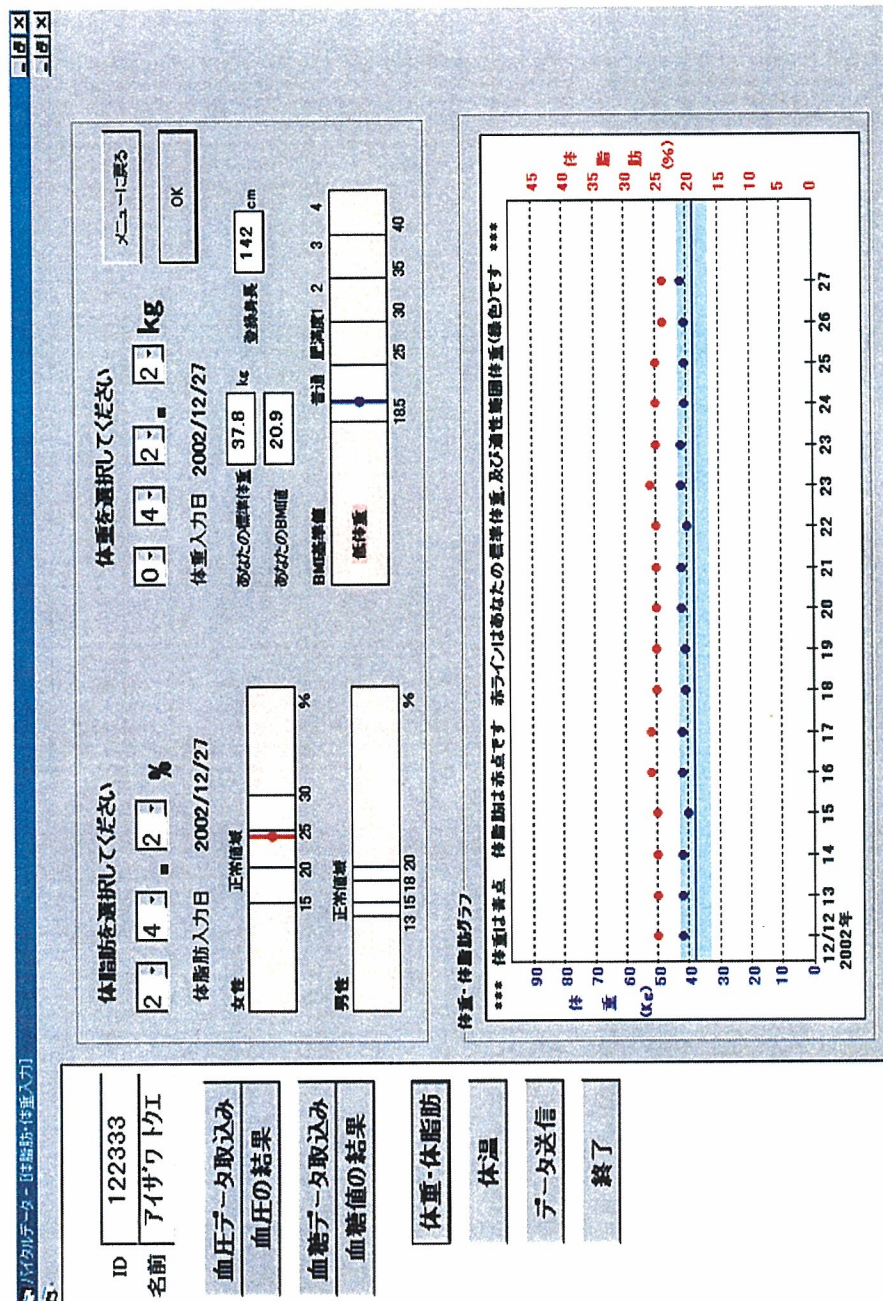 バイタルデータ - [体脂肪・体重入力]
ID 122333
名前 アイザワ トクエ
血圧データ取込み
血圧の結果
血糖データ取込み
血糖値の結果
体重・体脂肪
体温
データ送信
終了
体脂肪を選択してください
2 4 . 2 %
体脂肪入力日 2002/12/27
女性 正常値域
15 20 25 30 %
男性 正常値域
13 15 18 20 %
体重を選択してください
0 4 2 . 2 kg
体重入力日 2002/12/27
あなたの標準体重 37.8 kg 登録身長 142 cm
あなたのBMI値 20.9
BMI基準値 普通 肥満度1 2 3 4
低体重
18.5 25 30 35 40
メニューに戻る
OK
体重・体脂肪グラフ
*** 体重は青点 体脂肪は赤点です 赤ラインはあなたの標準体重、及び適性範囲体重(緑色)です ***
90
80
70
60
50
40
30
20
10
0
体重
(Kg)
45
40
35
30
25
20
15
10
5
0
体脂肪
(%)
12/12 13 14 15 16 17 18 19 20 21 22 23 23 24 25 26 27
2002年